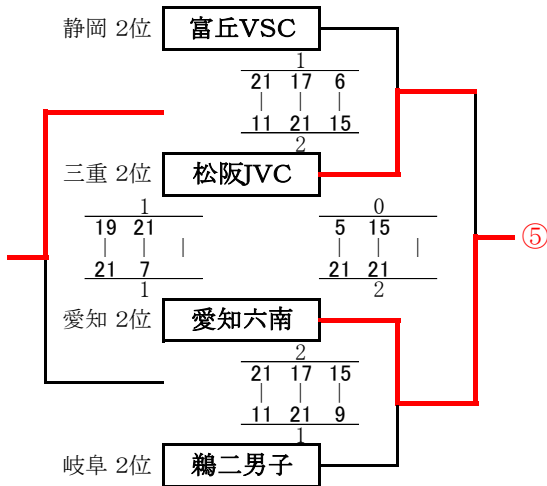 静岡 2位 富丘VSC
1
21 17 6
| | |
11 21 15
2
三重 2位 松阪JVC
1 0
19 21 5 15
| | | | | |
21 7 21 21
1 2
⑤
愛知 2位 愛知六南
2
21 17 15
| | |
11 21 9
1
岐阜 2位 鵜二男子